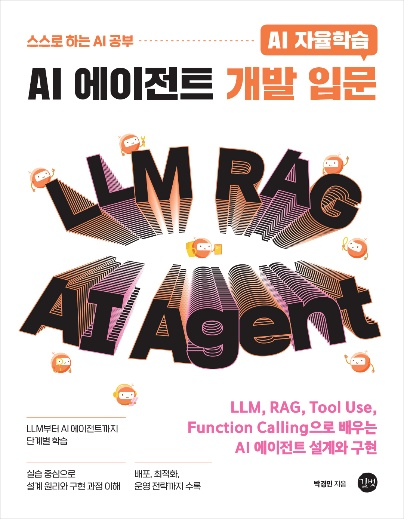 스스로 하는 AI 공부
AI 자율학습
AI 에이전트 개발 입문
LLM RAG
AI Agent
LLM, RAG, Tool Use,
Function Calling으로 배우는
AI 에이전트 설계와 구현
LLM부터 AI 에이전트까지
단계별 학습
실습 중심으로
설계 원리와 구현 과정 이해
배포, 최적화,
운영 전략까지 수록
박경민 지음
길벗